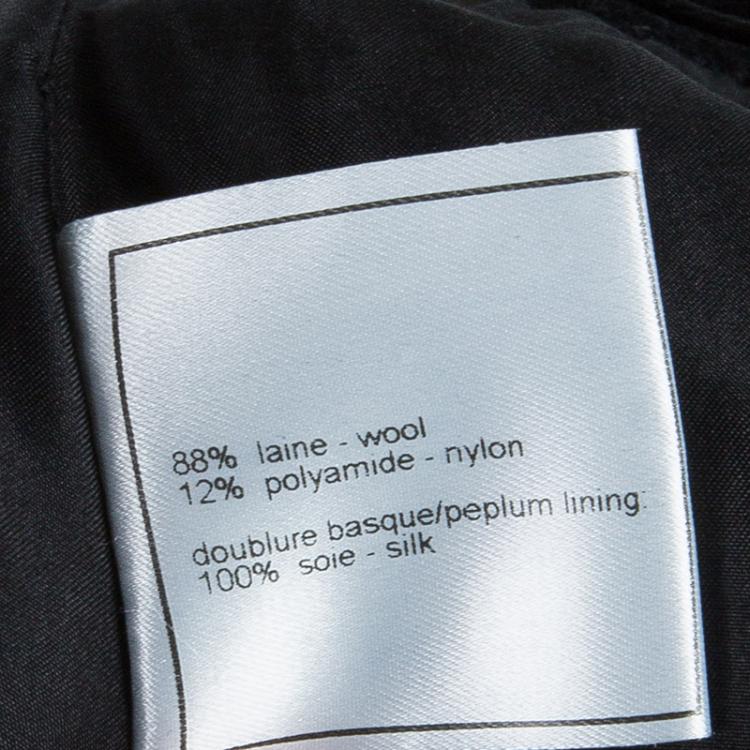 88% laine - wool
12% polyamide - nylon
doublure basque/peplum lining:
100% soie - silk